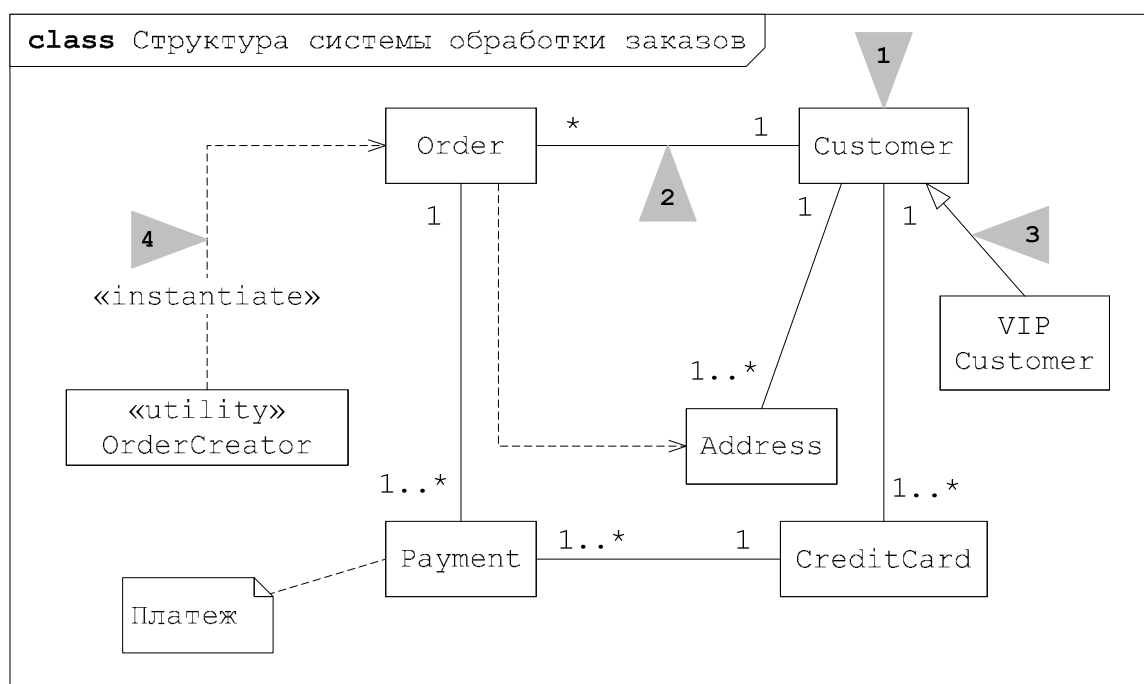 class Структура системы обработки заказов
1
Order
*
1
Customer
2
1
1
1
3
4
«instantiate»
VIP
Customer
1..*
«utility»
OrderCreator
Address
1..*
1..*
Payment
1..*
1
CreditCard
Платеж